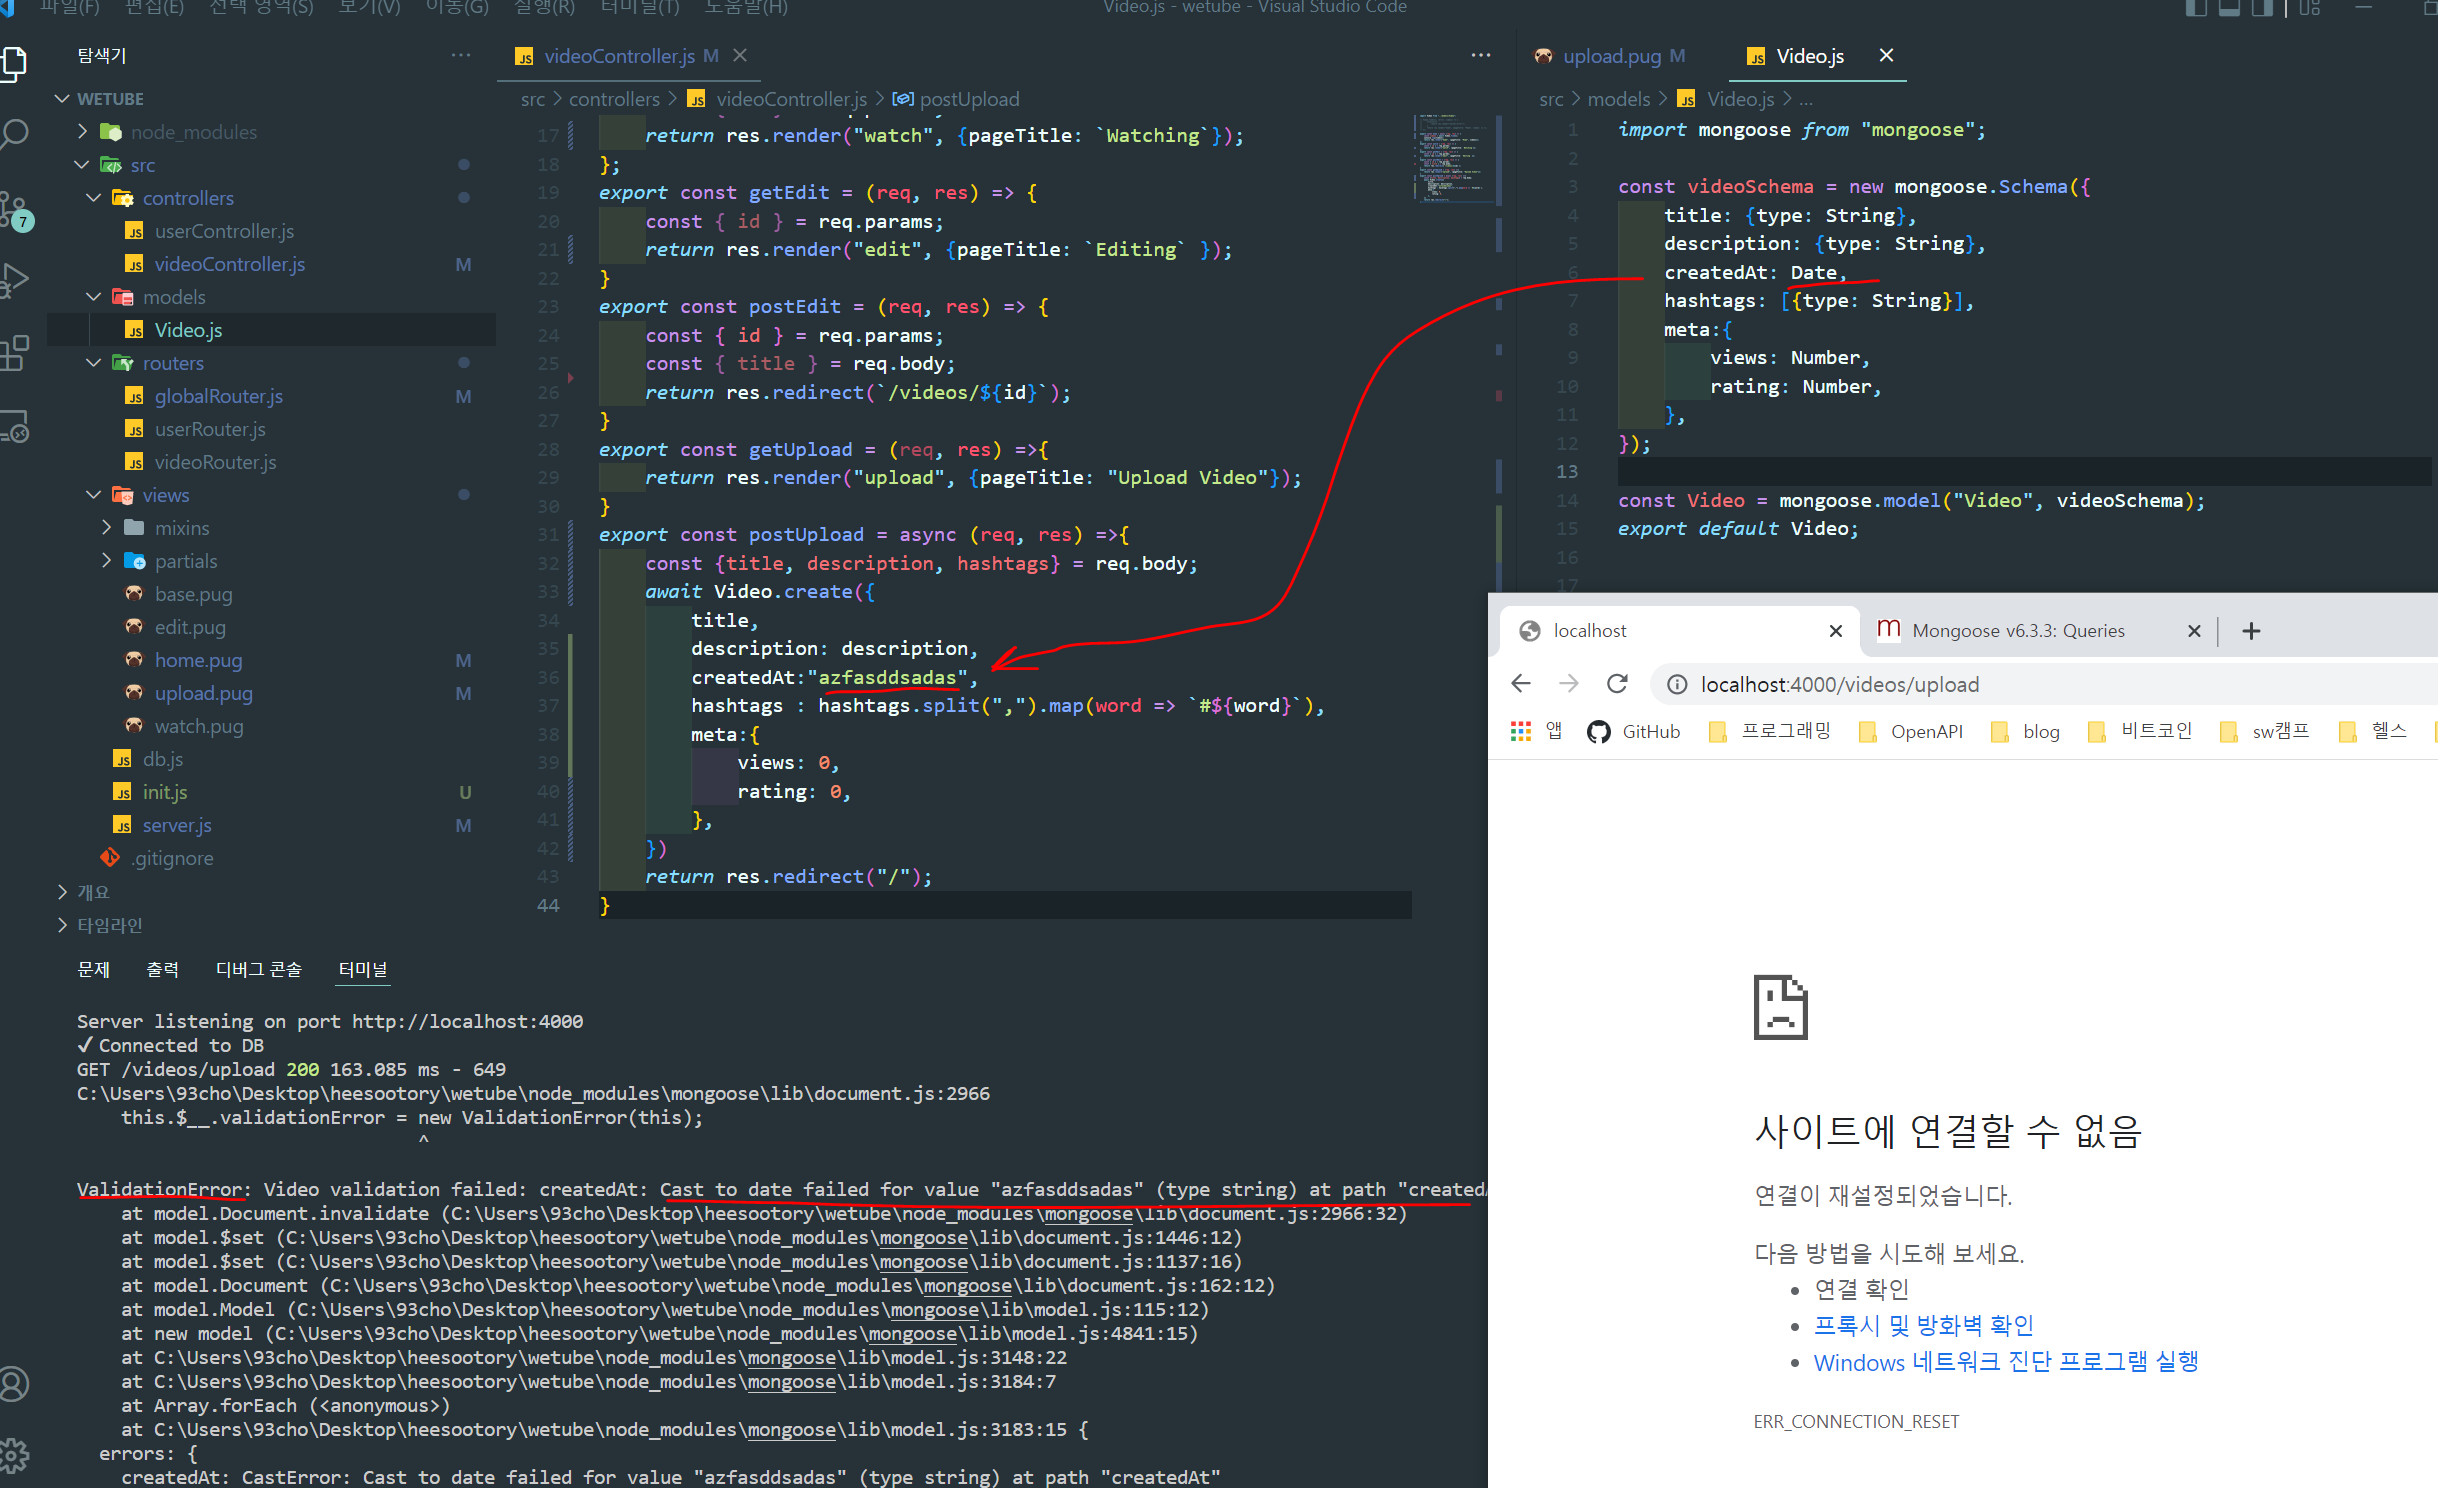 파일(F) 편집(E) 선택 영역(S) 보기(V) 이동(G) 실행(R) 터미널(T) 도움말(H) Video.js - wetube - Visual Studio Code
탐색기
WETUBE
node_modules
src
controllers
userController.js
videoController.js M
models
Video.js
routers
globalRouter.js M
userRouter.js
videoRouter.js
views
mixins
partials
base.pug
edit.pug
home.pug M
upload.pug M
watch.pug
db.js
init.js U
server.js M
.gitignore
개요
타임라인
7
videoController.js M
src > controllers > videoController.js > postUpload
17 return res.render("watch", {pageTitle: `Watching`});
18 };
19 export const getEdit = (req, res) => {
20 const { id } = req.params;
21 return res.render("edit", {pageTitle: `Editing` });
22 }
23 export const postEdit = (req, res) => {
24 const { id } = req.params;
25 const { title } = req.body;
26 return res.redirect(`/videos/${id}`);
27 }
28 export const getUpload = (req, res) =>{
29 return res.render("upload", {pageTitle: "Upload Video"});
30 }
31 export const postUpload = async (req, res) =>{
32 const {title, description, hashtags} = req.body;
33 await Video.create({
34 title,
35 description: description,
36 createdAt:"azfasddsadas",
37 hashtags : hashtags.split(",").map(word => `#${word}`),
38 meta:{
39 views: 0,
40 rating: 0,
41 },
42 })
43 return res.redirect("/");
44 }
upload.pug M Video.js
src > models > Video.js > ...
1 import mongoose from "mongoose";
2
3 const videoSchema = new mongoose.Schema({
4 title: {type: String},
5 description: {type: String},
6 createdAt: Date,
7 hashtags: [{type: String}],
8 meta:{
9 views: Number,
10 rating: Number,
11 },
12 });
13
14 const Video = mongoose.model("Video", videoSchema);
15 export default Video;
16
17
문제 출력 디버그 콘솔 터미널
Server listening on port http://localhost:4000
✓ Connected to DB
GET /videos/upload 200 163.085 ms - 649
C:\Users\93cho\Desktop\heesootory\wetube\node_modules\mongoose\lib\document.js:2966
this.$__.validationError = new ValidationError(this);
^
ValidationError: Video validation failed: createdAt: Cast to date failed for value "azfasddsadas" (type string) at path "created
at model.Document.invalidate (C:\Users\93cho\Desktop\heesootory\wetube\node_modules\mongoose\lib\document.js:2966:32)
at model.$set (C:\Users\93cho\Desktop\heesootory\wetube\node_modules\mongoose\lib\document.js:1446:12)
at model.$set (C:\Users\93cho\Desktop\heesootory\wetube\node_modules\mongoose\lib\document.js:1137:16)
at model.Document (C:\Users\93cho\Desktop\heesootory\wetube\node_modules\mongoose\lib\document.js:162:12)
at model.Model (C:\Users\93cho\Desktop\heesootory\wetube\node_modules\mongoose\lib\model.js:115:12)
at new model (C:\Users\93cho\Desktop\heesootory\wetube\node_modules\mongoose\lib\model.js:4841:15)
at C:\Users\93cho\Desktop\heesootory\wetube\node_modules\mongoose\lib\model.js:3148:22
at C:\Users\93cho\Desktop\heesootory\wetube\node_modules\mongoose\lib\model.js:3184:7
at Array.forEach (<anonymous>)
at C:\Users\93cho\Desktop\heesootory\wetube\node_modules\mongoose\lib\model.js:3183:15 {
errors: {
createdAt: CastError: Cast to date failed for value "azfasddsadas" (type string) at path "createdAt"
localhost Mongoose v6.3.3: Queries
localhost:4000/videos/upload
앱 GitHub 프로그래밍 OpenAPI blog 비트코인 sw캠프 헬스
사이트에 연결할 수 없음
연결이 재설정되었습니다.
다음 방법을 시도해 보세요.
• 연결 확인
• 프록시 및 방화벽 확인
• Windows 네트워크 진단 프로그램 실행
ERR_CONNECTION_RESET